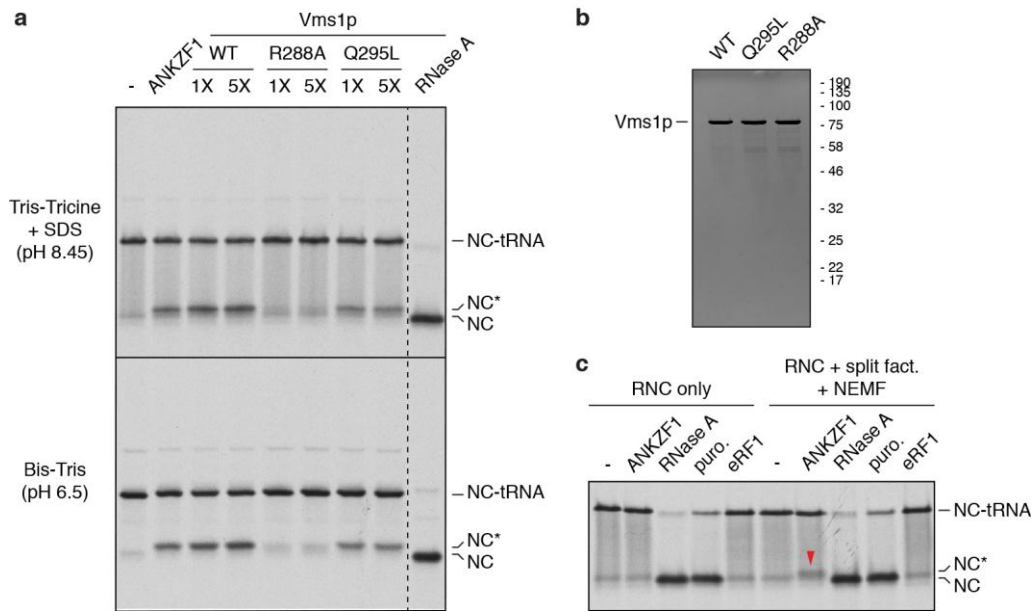 a
Vms1p
- ANKZF1 WT R288A Q295L RNase A
1X 5X 1X 5X 1X 5X
Tris-Tricine
+ SDS
(pH 8.45)
NC-tRNA
NC*
NC
Bis-Tris
(pH 6.5)
NC-tRNA
NC*
NC
b
WT Q295L R288A
Vms1p
- 190
- 135
- 100
- 75
- 58
- 46
- 32
- 25
- 22
- 17
c
RNC only
RNC + split fact.
+ NEMF
- ANKZF1 RNase A puro. eRF1 - ANKZF1 RNase A puro. eRF1
NC-tRNA
NC*
NC